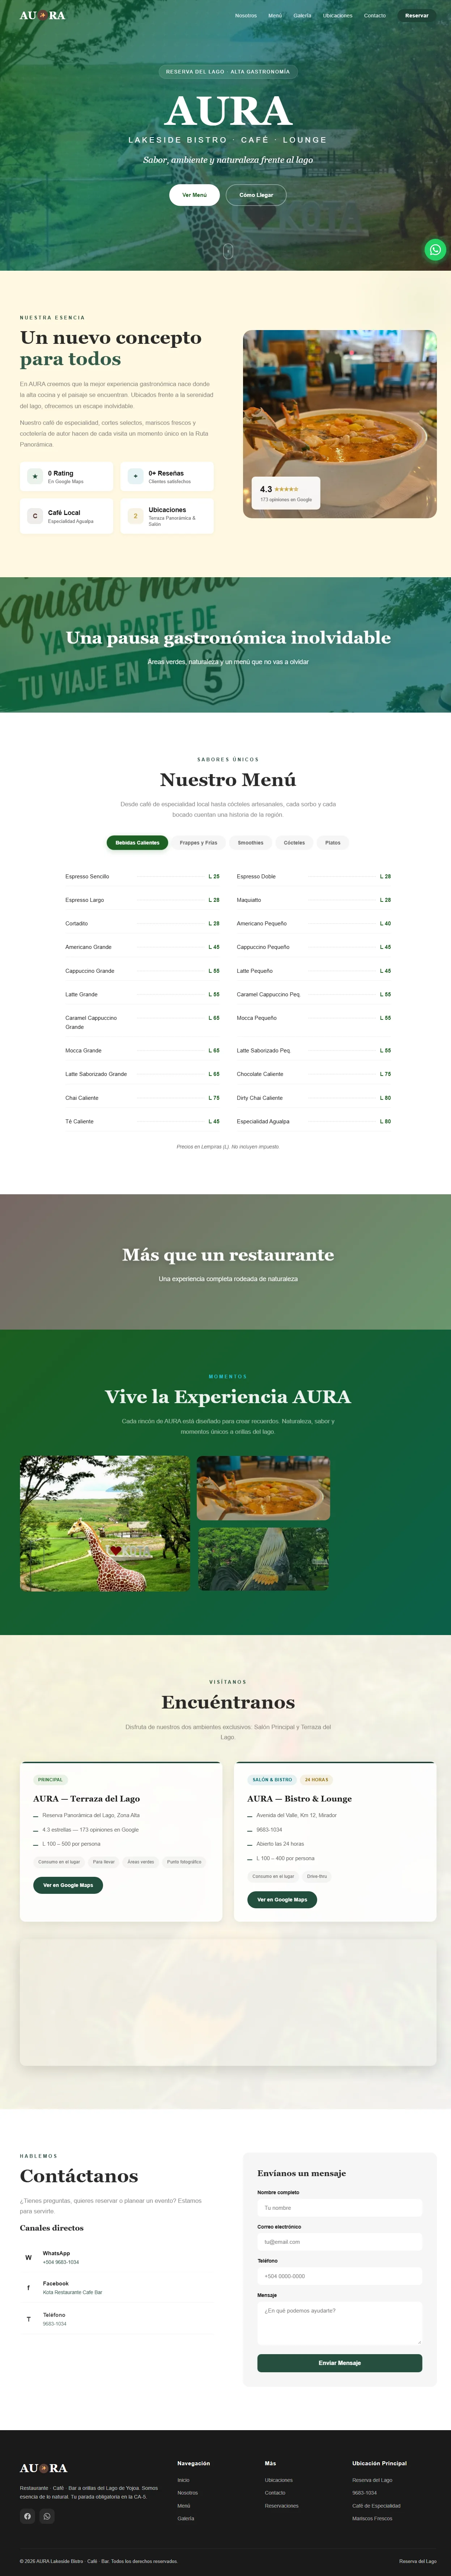 AURA
Nosotros
Menú
Galería
Ubicaciones
Contacto
Reservar
RESERVA DEL LAGO · ALTA GASTRONOMÍA
AURA
LAKESIDE BISTRO · CAFÉ · LOUNGE
Sabor, ambiente y naturaleza frente al lago
Ver Menú
Cómo Llegar
NUESTRA ESENCIA
Un nuevo concepto
para todos
En AURA creemos que la mejor experiencia gastronómica nace donde
la alta cocina y el paisaje se encuentran. Ubicados frente a la serenidad
del lago, ofrecemos un escape inolvidable.
Nuestro café de especialidad, cortes selectos, mariscos frescos y
coctelería de autor hacen de cada visita un momento único en la Ruta
Panorámica.
★
0 Rating
En Google Maps
0+ Reseñas
Clientes satisfechos
C
Café Local
Especialidad Agualpa
2
Ubicaciones
Terraza Panorámica &
Salón
4.3
173 opiniones en Google
xquisito menú
YA SON PARTE DE
TU VIAJE EN LA
CA
5
Una pausa gastronómica inolvidable
Áreas verdes, naturaleza y un menú que no vas a olvidar
SABORES ÚNICOS
Nuestro Menú
Desde café de especialidad local hasta cócteles artesanales, cada sorbo y cada
bocado cuentan una historia de la región.
Bebidas Calientes
Frappes y Frías
Smoothies
Cócteles
Platos
Espresso Sencillo L 25
Espresso Doble L 28
Espresso Largo L 28
Maquiatto L 28
Cortadito L 28
Americano Pequeño L 40
Americano Grande L 45
Cappuccino Pequeño L 45
Cappuccino Grande L 55
Latte Pequeño L 45
Latte Grande L 55
Caramel Cappuccino Peq. L 55
Caramel Cappuccino
Grande L 65
Mocca Pequeño L 55
Mocca Grande L 65
Latte Saborizado Peq. L 55
Latte Saborizado Grande L 65
Chocolate Caliente L 75
Chai Caliente L 75
Dirty Chai Caliente L 80
Té Caliente L 45
Especialidad Agualpa L 80
Precios en Lempiras (L). No incluyen impuesto.
Más que un restaurante
Una experiencia completa rodeada de naturaleza
MOMENTOS
Vive la Experiencia AURA
Cada rincón de AURA está diseñado para crear recuerdos. Naturaleza, sabor y
momentos únicos a orillas del lago.
VISÍTANOS
Encuéntranos
Disfruta de nuestros dos ambientes exclusivos: Salón Principal y Terraza del
Lago.
PRINCIPAL
AURA — Terraza del Lago
Reserva Panorámica del Lago, Zona Alta
4.3 estrellas — 173 opiniones en Google
L 100 – 500 por persona
Consumo en el lugar
Para llevar
Áreas verdes
Punto fotográfico
Ver en Google Maps
SALÓN & BISTRO
24 HORAS
AURA — Bistro & Lounge
Avenida del Valle, Km 12, Mirador
9683-1034
Abierto las 24 horas
L 100 – 400 por persona
Consumo en el lugar
Drive-thru
Ver en Google Maps
HABLEMOS
Contáctanos
¿Tienes preguntas, quieres reservar o planear un evento? Estamos
para servirte.
Canales directos
W
WhatsApp
+504 9683-1034
f
Facebook
Kota Restaurante Cafe Bar
T
Teléfono
9683-1034
Envíanos un mensaje
Nombre completo
Tu nombre
Correo electrónico
tu@email.com
Teléfono
+504 0000-0000
Mensaje
¿En qué podemos ayudarte?
Enviar Mensaje
AURA
Restaurante · Café · Bar a orillas del Lago de Yojoa. Somos
esencia de lo natural. Tu parada obligatoria en la CA-5.
Navegación
Inicio
Nosotros
Menú
Galería
Más
Ubicaciones
Contacto
Reservaciones
Ubicación Principal
Reserva del Lago
9683-1034
Café de Especialidad
Mariscos Frescos
© 2026 AURA Lakeside Bistro · Café · Bar. Todos los derechos reservados.
Reserva del Lago